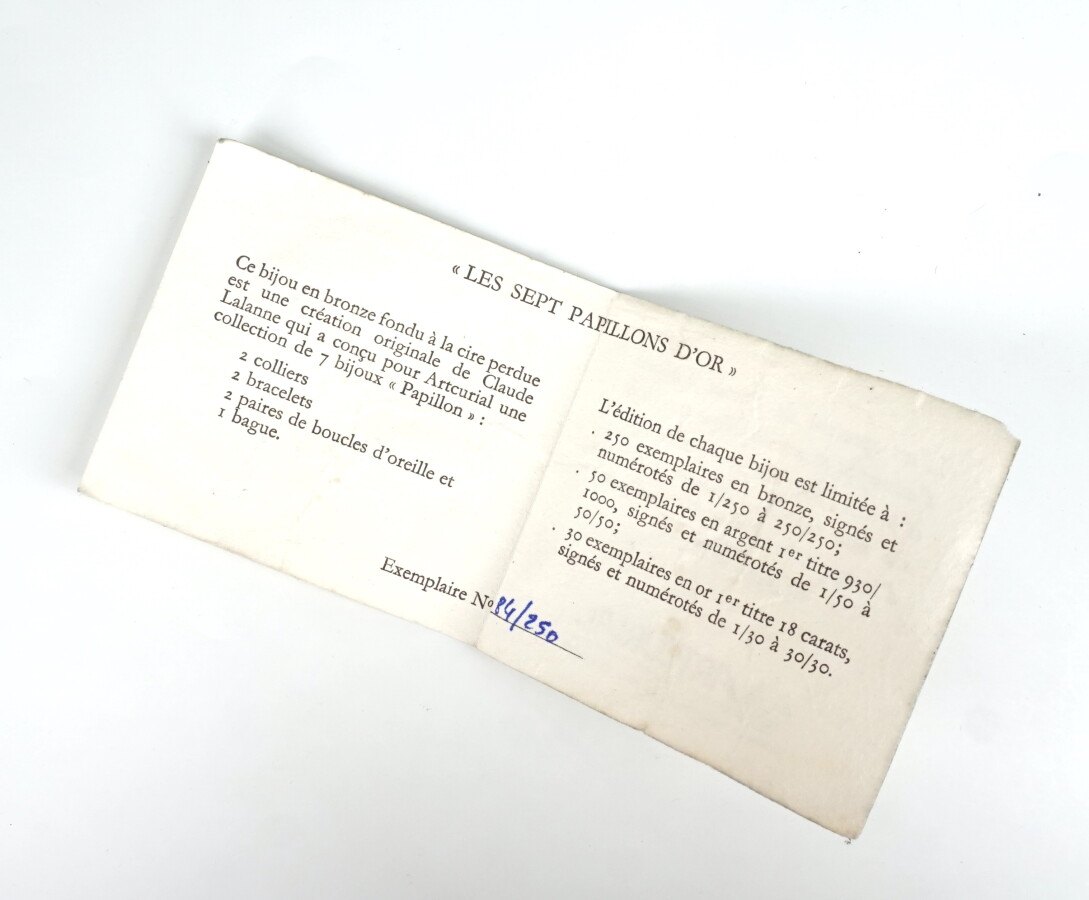 « LES SEPT PAPILLONS D'OR »
Ce bijou en bronze fondu à la cire perdue
est une création originale de Claude
Lalanne qui a conçu pour Artcurial une
collection de 7 bijoux « Papillon » :
2 colliers
2 bracelets
2 paires de boucles d'oreille et
1 bague.
Exemplaire No 84/250
L'édition de chaque bijou est limitée à :
. 250 exemplaires en bronze, signés et
numérotés de 1/250 à 250/250;
. 50 exemplaires en argent 1er titre 930/
1000, signés et numérotés de 1/50 à
50/50;
. 30 exemplaires en or 1er titre 18 carats,
signés et numérotés de 1/30 à 30/30.